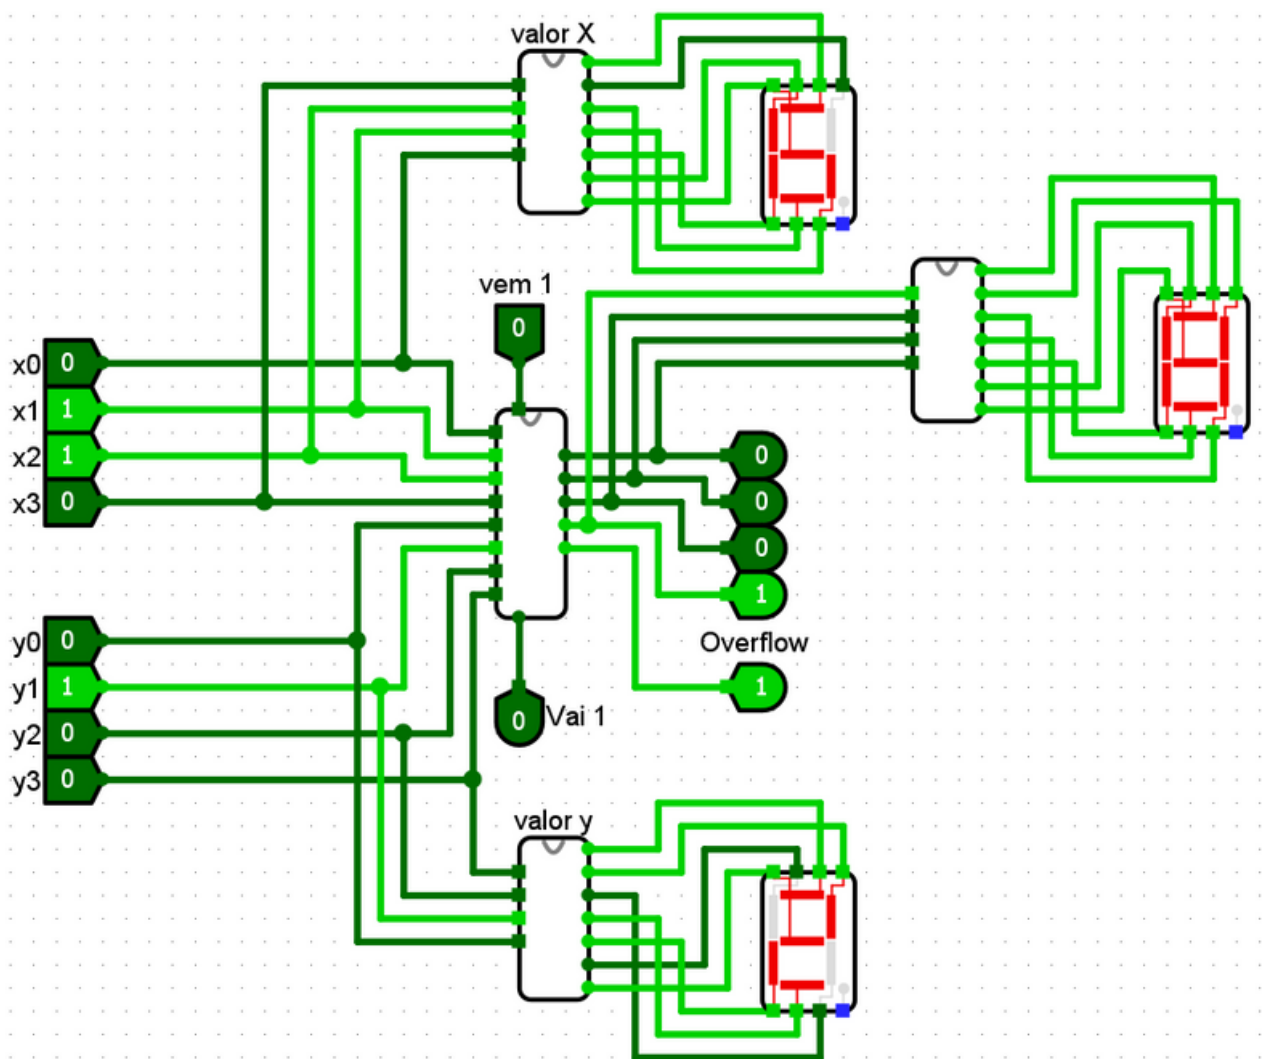 valor X
vem 1
0
x0 0
x1 1
x2 1
x3 0
0
0
0
1
Overflow
1
y0 0
y1 1
y2 0
y3 0
0 Vai 1
valor y